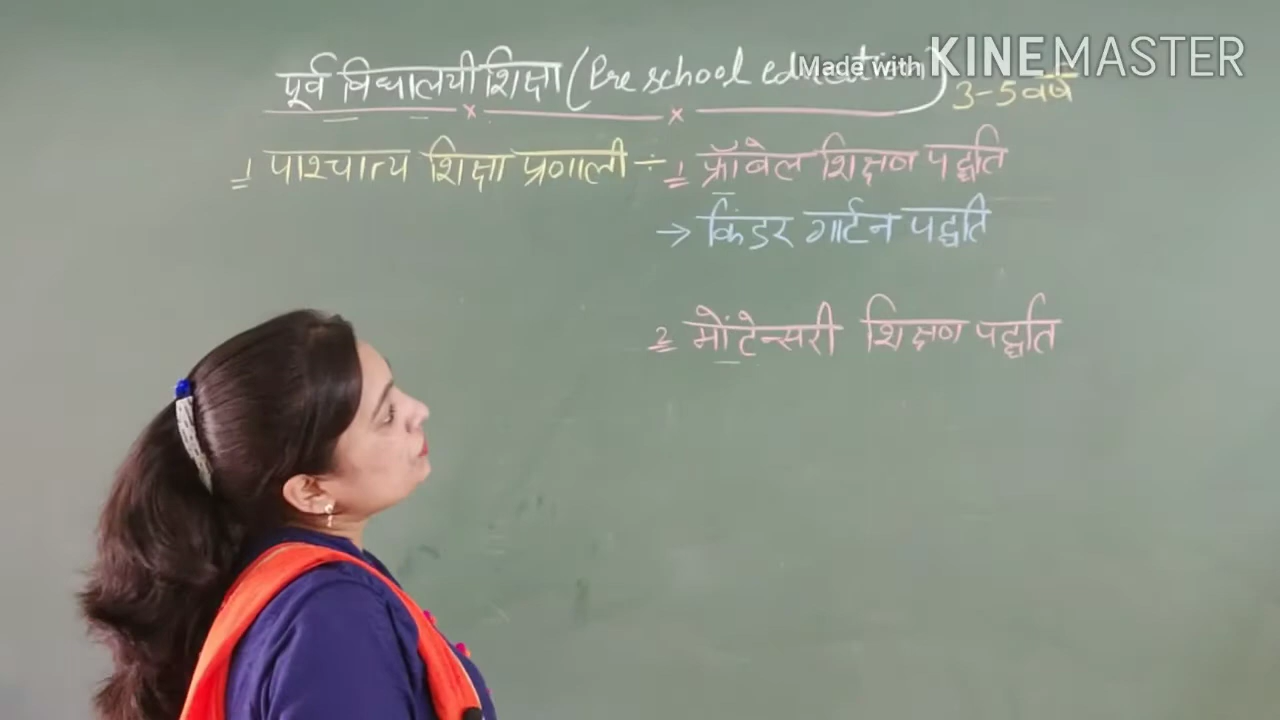 Made with KINEMASTER
पूर्व विद्यालयी शिक्षा (Pre school education) 3-5 वर्ष
1 पाश्चात्य शिक्षा प्रणाली ÷ 1 फ्रॉबेल शिक्षण पद्धति
→ किंडर गार्टन पद्धति
2 मोंटेन्सरी शिक्षण पद्धति